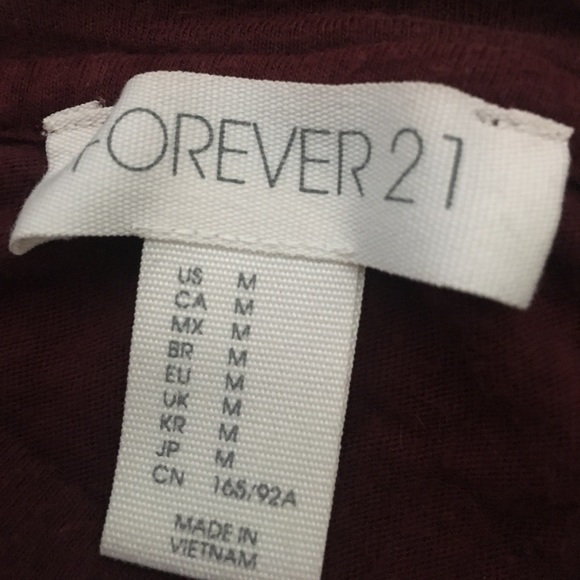 FOREVER 21
US M
CA M
MX M
BR M
EU M
UK M
KR M
JP M
CN 165/92A
MADE IN
VIETNAM